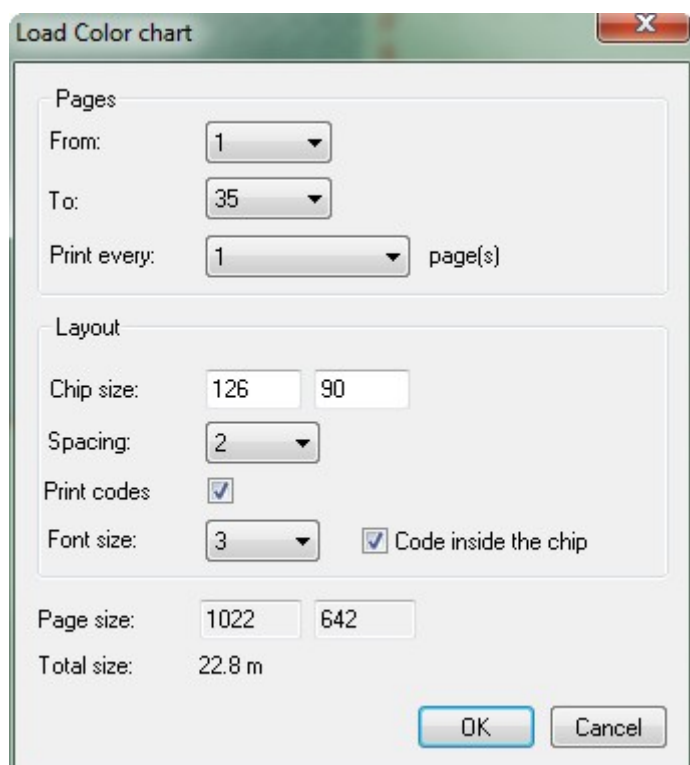 Load Color chart
Pages
From: 1
To: 35
Print every: 1 page(s)
Layout
Chip size: 126 90
Spacing: 2
Print codes
Font size: 3 Code inside the chip
Page size: 1022 642
Total size: 22.8 m
OK Cancel